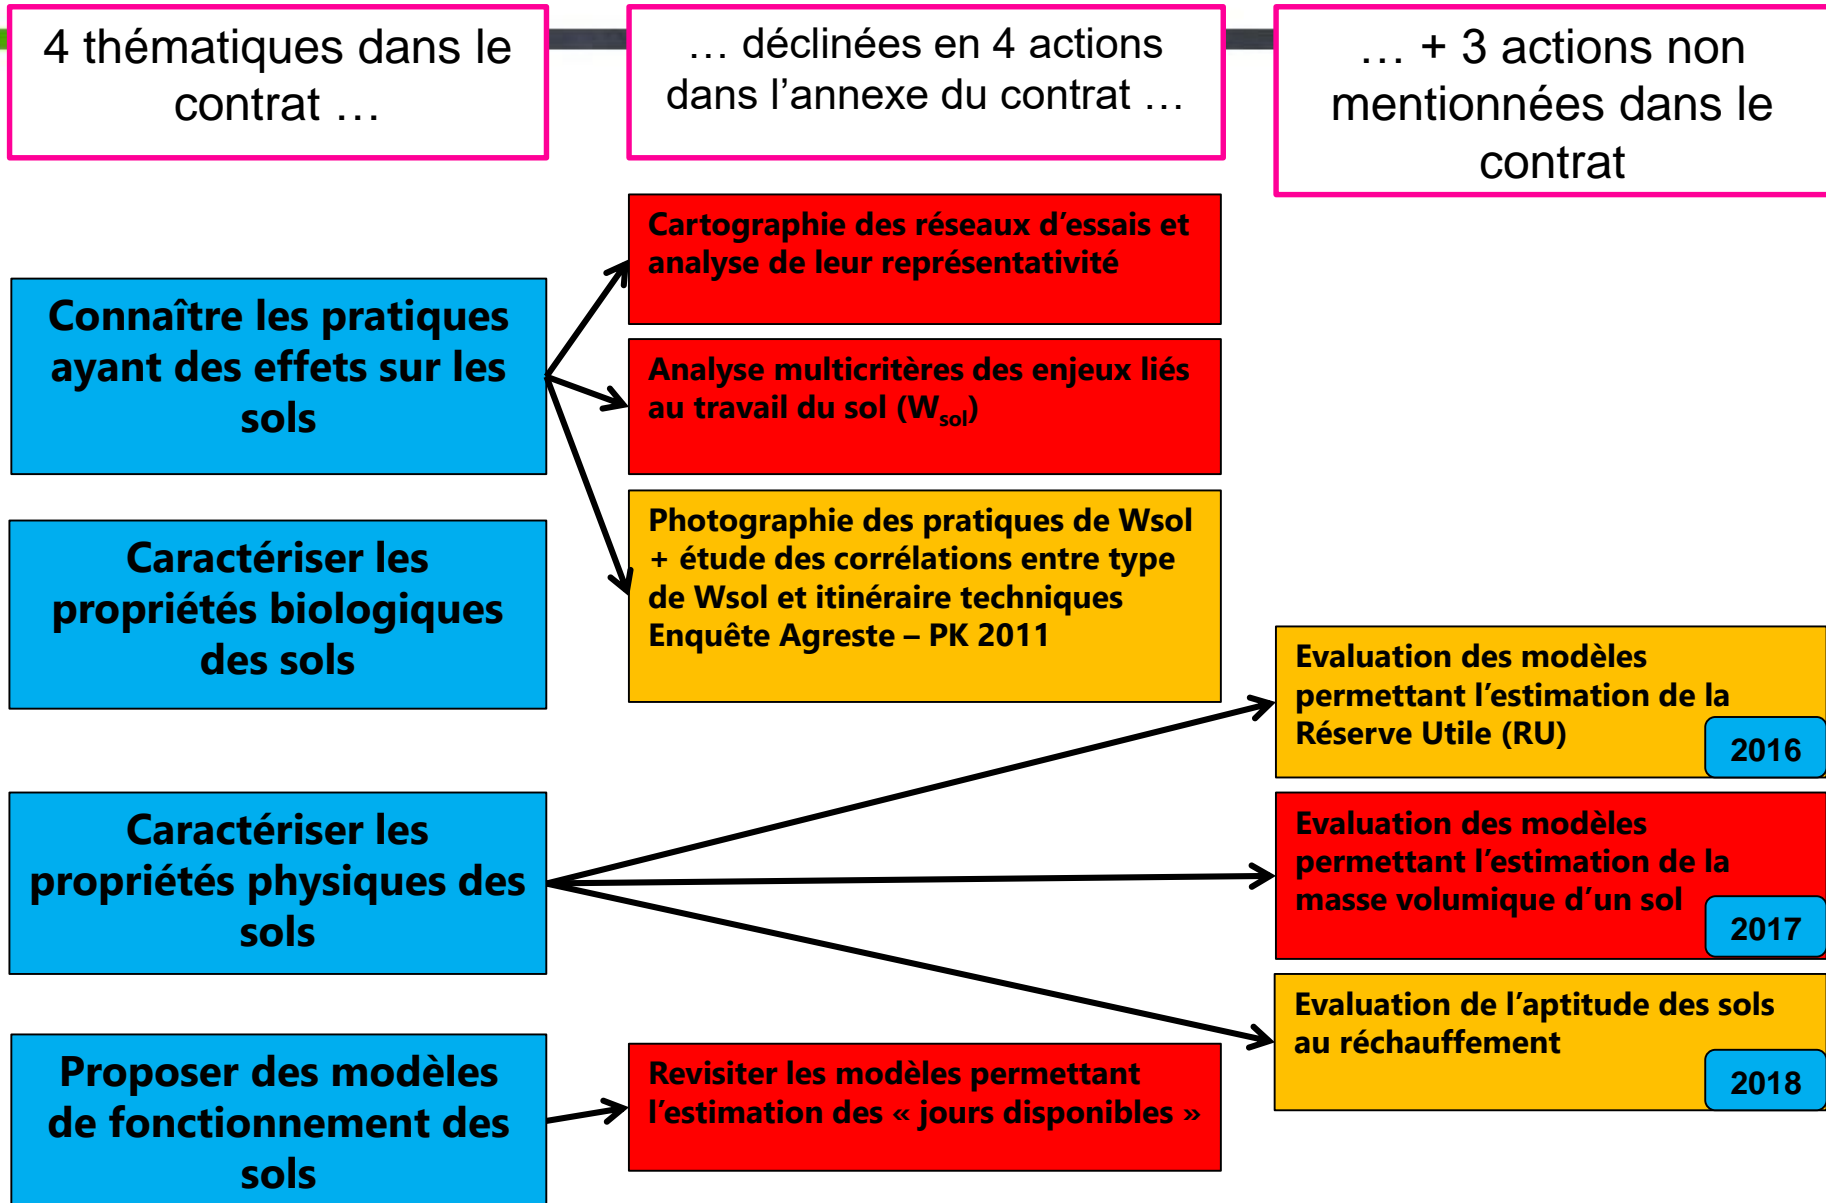 4 thématiques dans le
contrat …
… déclinées en 4 actions
dans l’annexe du contrat …
… + 3 actions non
mentionnées dans le
contrat
Connaître les pratiques
ayant des effets sur les
sols
Caractériser les
propriétés biologiques
des sols
Caractériser les
propriétés physiques des
sols
Proposer des modèles
de fonctionnement des
sols
Cartographie des réseaux d’essais et
analyse de leur représentativité
Analyse multicritères des enjeux liés
au travail du sol (Wsol)
Photographie des pratiques de Wsol
+ étude des corrélations entre type
de Wsol et itinéraire techniques
Enquête Agreste – PK 2011
Revisiter les modèles permettant
l’estimation des « jours disponibles »
Evaluation des modèles
permettant l’estimation de la
Réserve Utile (RU)
2016
Evaluation des modèles
permettant l’estimation de la
masse volumique d’un sol
2017
Evaluation de l’aptitude des sols
au réchauffement
2018